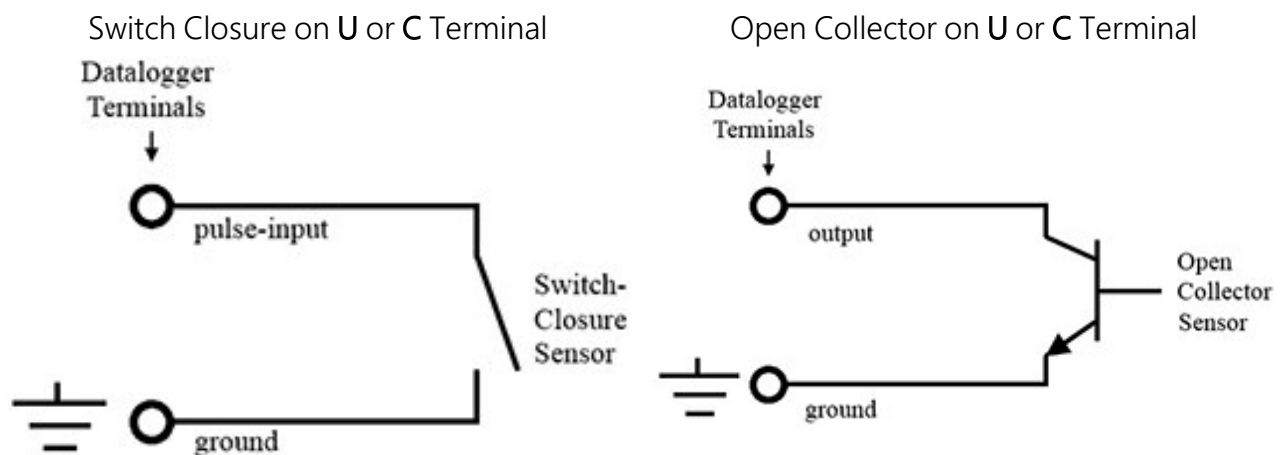 Switch Closure on U or C Terminal
Datalogger
Terminals
pulse-input
Switch-
Closure
Sensor
ground
Open Collector on U or C Terminal
Datalogger
Terminals
output
Open
Collector
Sensor
ground